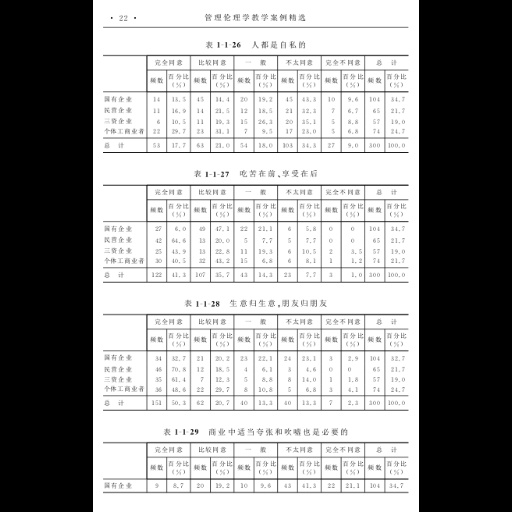 · 22 ·
管理伦理学教学案例精选
表 1-1-26 人都是自私的
完全同意 比较同意 一 般 不太同意 完全不同意 总 计
频数 百分比(%) 频数 百分比(%) 频数 百分比(%) 频数 百分比(%) 频数 百分比(%) 频数 百分比(%)
国有企业 14 13.5 15 14.4 20 19.2 45 43.3 10 9.6 104 34.7
民营企业 11 16.9 14 21.5 12 18.5 21 32.3 7 6.7 65 21.7
三资企业 6 10.5 11 19.3 15 26.3 20 35.1 5 8.8 57 19.0
个体工商业者 22 29.7 23 31.1 7 9.5 17 23.0 5 6.8 74 24.7
总 计 53 17.7 63 21.0 54 18.0 103 34.3 27 9.0 300 100.0
表 1-1-27 吃苦在前,享受在后
完全同意 比较同意 一 般 不太同意 完全不同意 总 计
频数 百分比(%) 频数 百分比(%) 频数 百分比(%) 频数 百分比(%) 频数 百分比(%) 频数 百分比(%)
国有企业 27 6.0 49 47.1 22 21.1 6 5.8 0 0 104 34.7
民营企业 42 64.6 13 20.0 5 7.7 5 7.7 0 0 65 21.7
三资企业 25 43.9 13 22.8 11 19.3 6 10.5 2 3.5 57 19.0
个体工商业者 30 40.5 32 43.2 15 6.8 6 8.1 1 1.2 74 21.7
总 计 122 41.3 107 35.7 43 14.3 23 7.7 3 1.0 300 100.0
表 1-1-28 生意归生意,朋友归朋友
完全同意 比较同意 一 般 不太同意 完全不同意 总 计
频数 百分比(%) 频数 百分比(%) 频数 百分比(%) 频数 百分比(%) 频数 百分比(%) 频数 百分比(%)
国有企业 34 32.7 21 20.2 23 22.1 24 23.1 3 2.9 104 32.7
民营企业 46 70.8 12 18.5 4 6.1 3 4.6 0 0 65 21.7
三资企业 35 61.4 7 12.3 5 8.8 8 14.0 1 1.8 57 19.0
个体工商业者 36 48.6 22 29.7 8 10.8 5 6.8 3 4.1 74 24.7
总 计 151 50.3 62 20.7 40 13.3 40 13.3 7 2.3 300 100.0
表 1-1-29 商业中适当夸张和吹嘘也是必要的
完全同意 比较同意 一 般 不太同意 完全不同意 总 计
频数 百分比(%) 频数 百分比(%) 频数 百分比(%) 频数 百分比(%) 频数 百分比(%) 频数 百分比(%)
国有企业 9 8.7 20 19.2 10 9.6 43 41.3 22 21.1 104 34.7